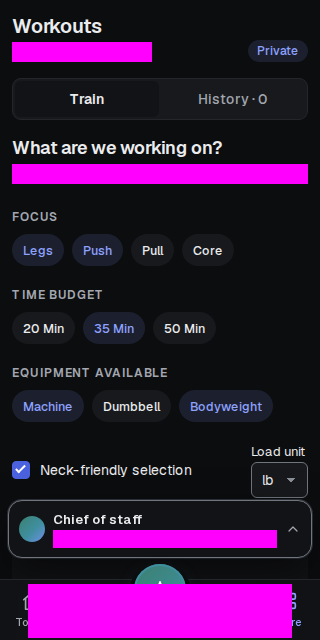 Workouts
Private
Train
History · 0
What are we working on?
FOCUS
Legs
Push
Pull
Core
TIME BUDGET
20 Min
35 Min
50 Min
EQUIPMENT AVAILABLE
Machine
Dumbbell
Bodyweight
Load unit
Neck-friendly selection
lb
Chief of staff